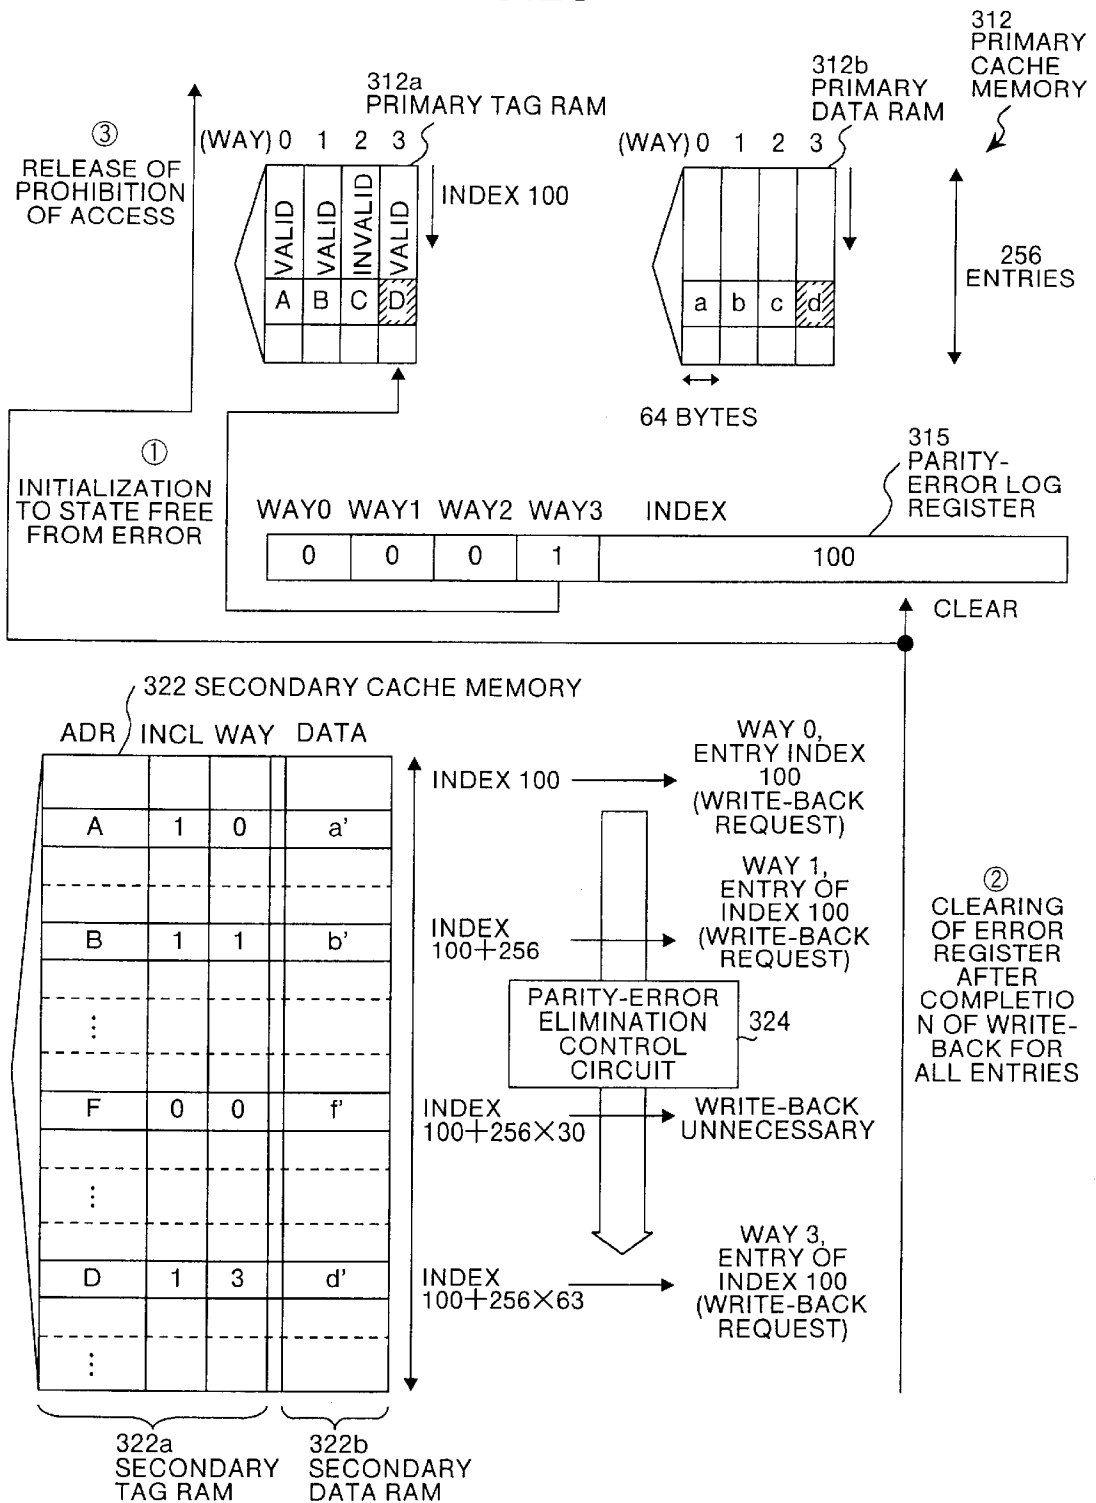 312
PRIMARY
CACHE
MEMORY
312a
PRIMARY TAG RAM
312b
PRIMARY
DATA RAM
③
RELEASE OF
PROHIBITION
OF ACCESS
(WAY) 0 1 2 3
VALID VALID INVALID VALID
INDEX 100
A B C D
(WAY) 0 1 2 3
a b c d
256
ENTRIES
64 BYTES
①
INITIALIZATION
TO STATE FREE
FROM ERROR
315
PARITY-
ERROR LOG
REGISTER
WAY0 WAY1 WAY2 WAY3 INDEX
0 0 0 1 100
CLEAR
322 SECONDARY CACHE MEMORY
ADR INCL WAY DATA
A 1 0 a'
B 1 1 b'
⋮
F 0 0 f'
⋮
D 1 3 d'
⋮
INDEX 100
WAY 0,
ENTRY INDEX
100
(WRITE-BACK
REQUEST)
INDEX
100+256
WAY 1,
ENTRY OF
INDEX 100
(WRITE-BACK
REQUEST)
PARITY-ERROR
ELIMINATION
CONTROL
CIRCUIT
324
INDEX
100+256×30
WRITE-BACK
UNNECESSARY
INDEX
100+256×63
WAY 3,
ENTRY OF
INDEX 100
(WRITE-BACK
REQUEST)
②
CLEARING
OF ERROR
REGISTER
AFTER
COMPLETIO
N OF WRITE-
BACK FOR
ALL ENTRIES
322a
SECONDARY
TAG RAM
322b
SECONDARY
DATA RAM